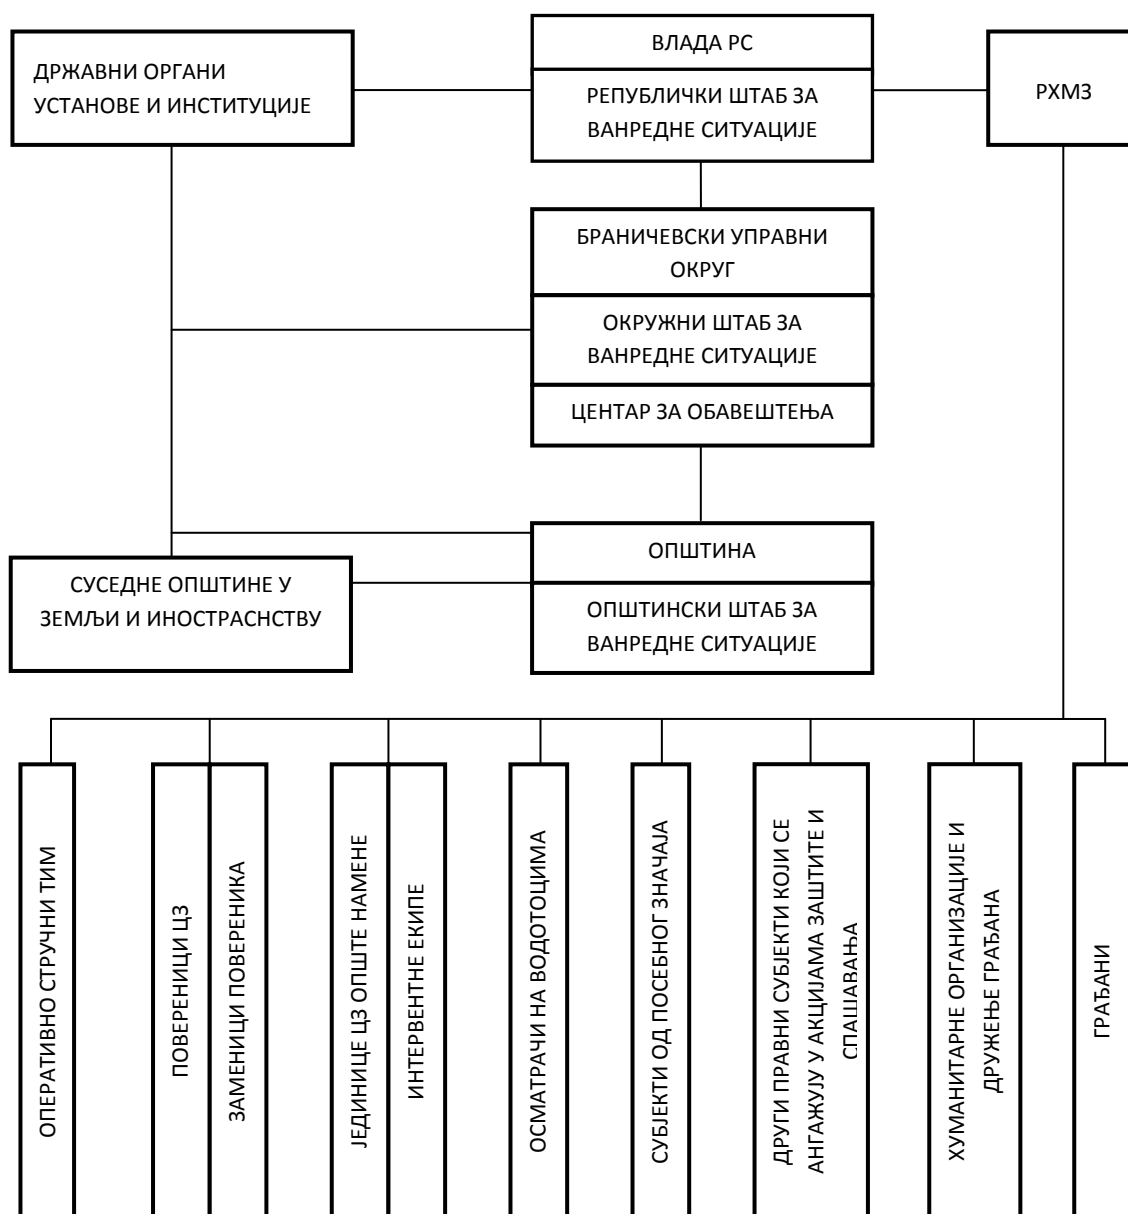 ВЛАДА РС
ДРЖАВНИ ОРГАНИ
УСТАНОВЕ И ИНСТИТУЦИЈЕ
РЕПУБЛИЧКИ ШТАБ ЗА
ВАНРЕДНЕ СИТУАЦИЈЕ
РХМЗ
БРАНИЧЕВСКИ УПРАВНИ
ОКРУГ
ОКРУЖНИ ШТАБ ЗА
ВАНРЕДНЕ СИТУАЦИЈЕ
ЦЕНТАР ЗА ОБАВЕШТЕЊА
ОПШТИНА
СУСЕДНЕ ОПШТИНЕ У
ЗЕМЉИ И ИНОСТРАСНСТВУ
ОПШТИНСКИ ШТАБ ЗА
ВАНРЕДНЕ СИТУАЦИЈЕ
ОПЕРАТИВНО СТРУЧНИ ТИМ
ПОВЕРЕНИЦИ ЦЗ
ЗАМЕНИЦИ ПОВЕРЕНИКА
ЈЕДИНИЦЕ ЦЗ ОПШТЕ НАМЕНЕ
ИНТЕРВЕНТНЕ ЕКИПЕ
ОСМАТРАЧИ НА ВОДОТОЦИМА
СУБЈЕКТИ ОД ПОСЕБНОГ ЗНАЧАЈА
ДРУГИ ПРАВНИ СУБЈЕКТИ КОЈИ СЕ
АНГАЖУЈУ У АКЦИЈАМА ЗАШТИТЕ И
СПАШАВАЊА
ХУМАНИТАРНЕ ОРГАНИЗАЦИЈЕ И
ДРУЖЕЊЕ ГРАЂАНА
ГРАЂАНИ